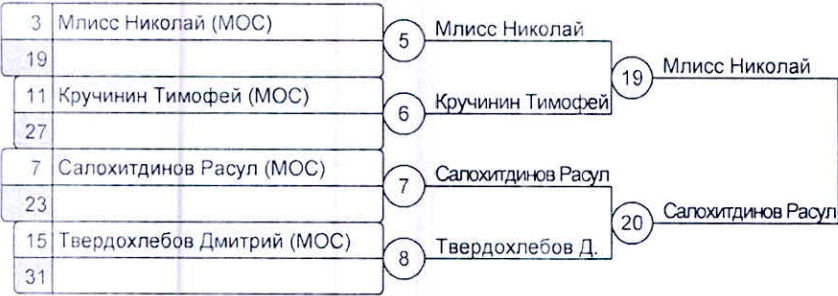 3 Млисс Николай (МОС)
19
5
Млисс Николай
11 Кручинин Тимофей (МОС)
27
6
Кручинин Тимофей
19
Млисс Николай
7 Салохитдинов Расул (МОС)
23
7
Салохитдинов Расул
15 Твердохлебов Дмитрий (МОС)
31
8
Твердохлебов Д.
20
Салохитдинов Расул